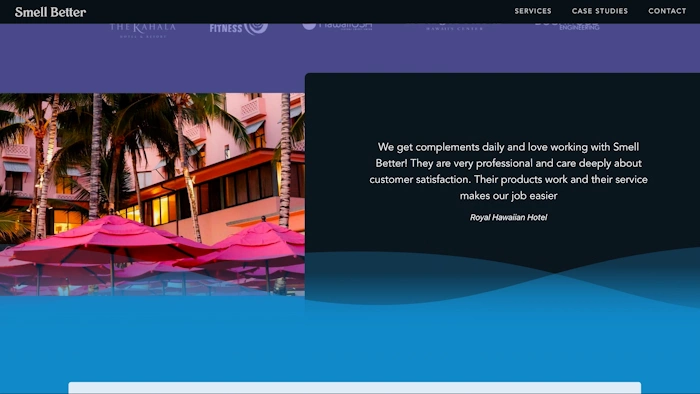 Smell Better
SERVICES CASE STUDIES CONTACT
THE KAHALA
HOTEL & RESORT
FITNESS
ENGINEERING
We get complements daily and love working with Smell
Better! They are very professional and care deeply about
customer satisfaction. Their products work and their service
makes our job easier
Royal Hawaiian Hotel